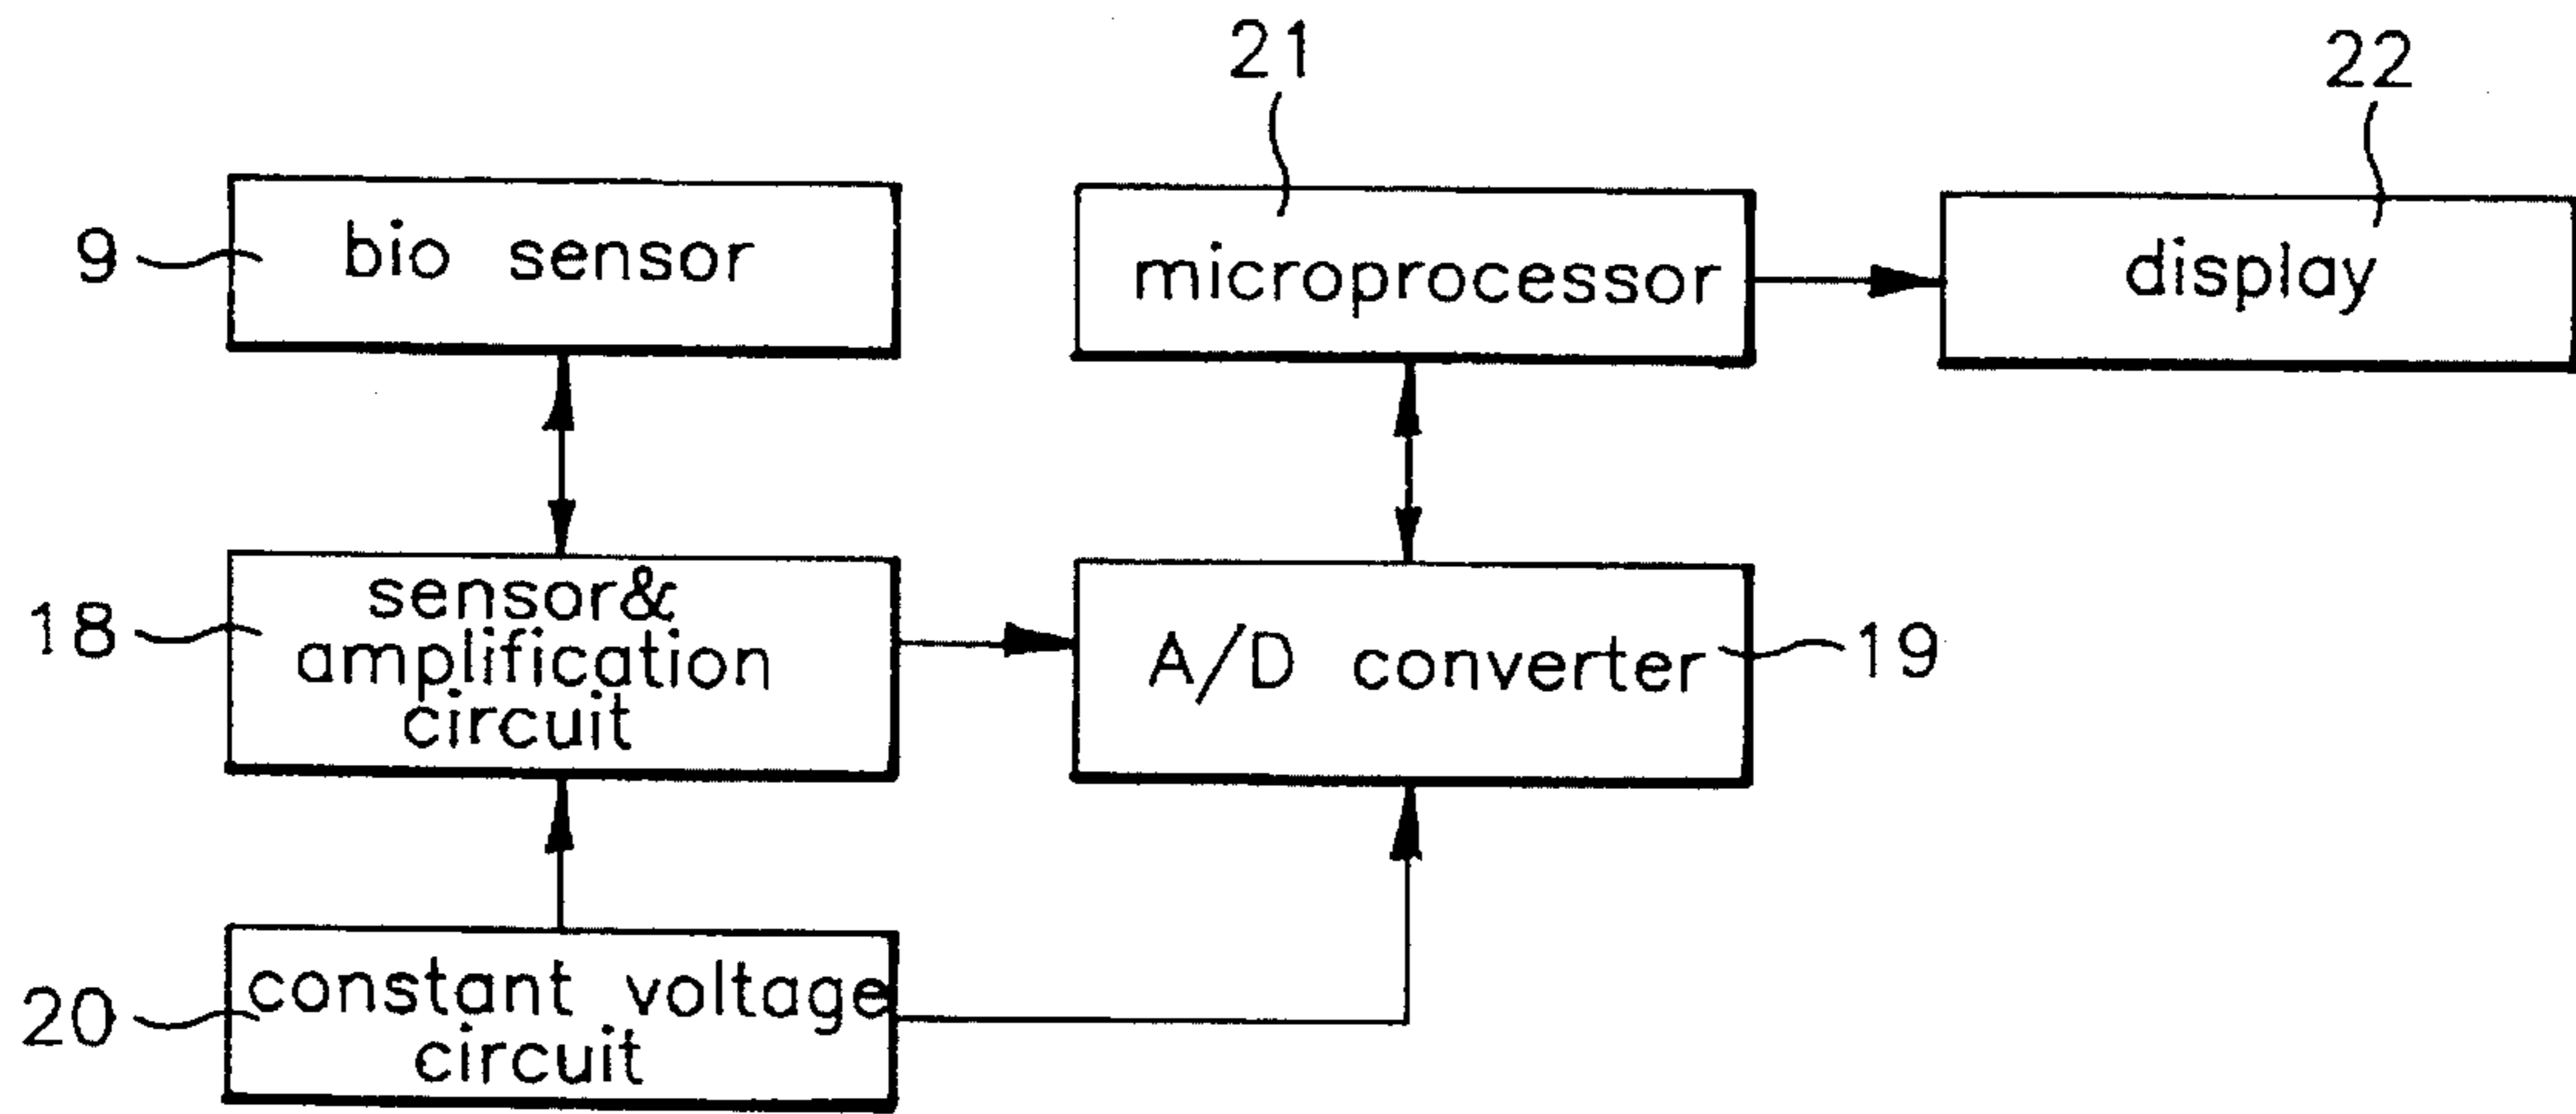 21
22
9
bio sensor
microprocessor
display
18
sensor&
amplification
circuit
A/D converter
19
20
constant voltage
circuit